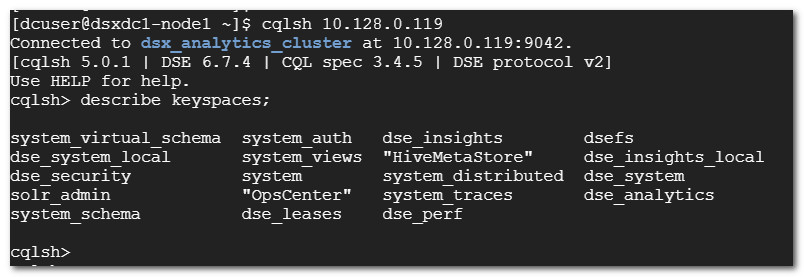 [dcuser@dsxdc1-node1 ~]$ cqlsh 10.128.0.119
Connected to dsx_analytics_cluster at 10.128.0.119:9042.
[cqlsh 5.0.1 | DSE 6.7.4 | CQL spec 3.4.5 | DSE protocol v2]
Use HELP for help.
cqlsh> describe keyspaces;
system_virtual_schema  system_auth   dse_insights        dsefs
dse_system_local       system_views  "HiveMetaStore"     dse_insights_local
dse_security           system        system_distributed  dse_system
solr_admin             "OpsCenter"   system_traces       dse_analytics
system_schema          dse_leases    dse_perf
cqlsh>